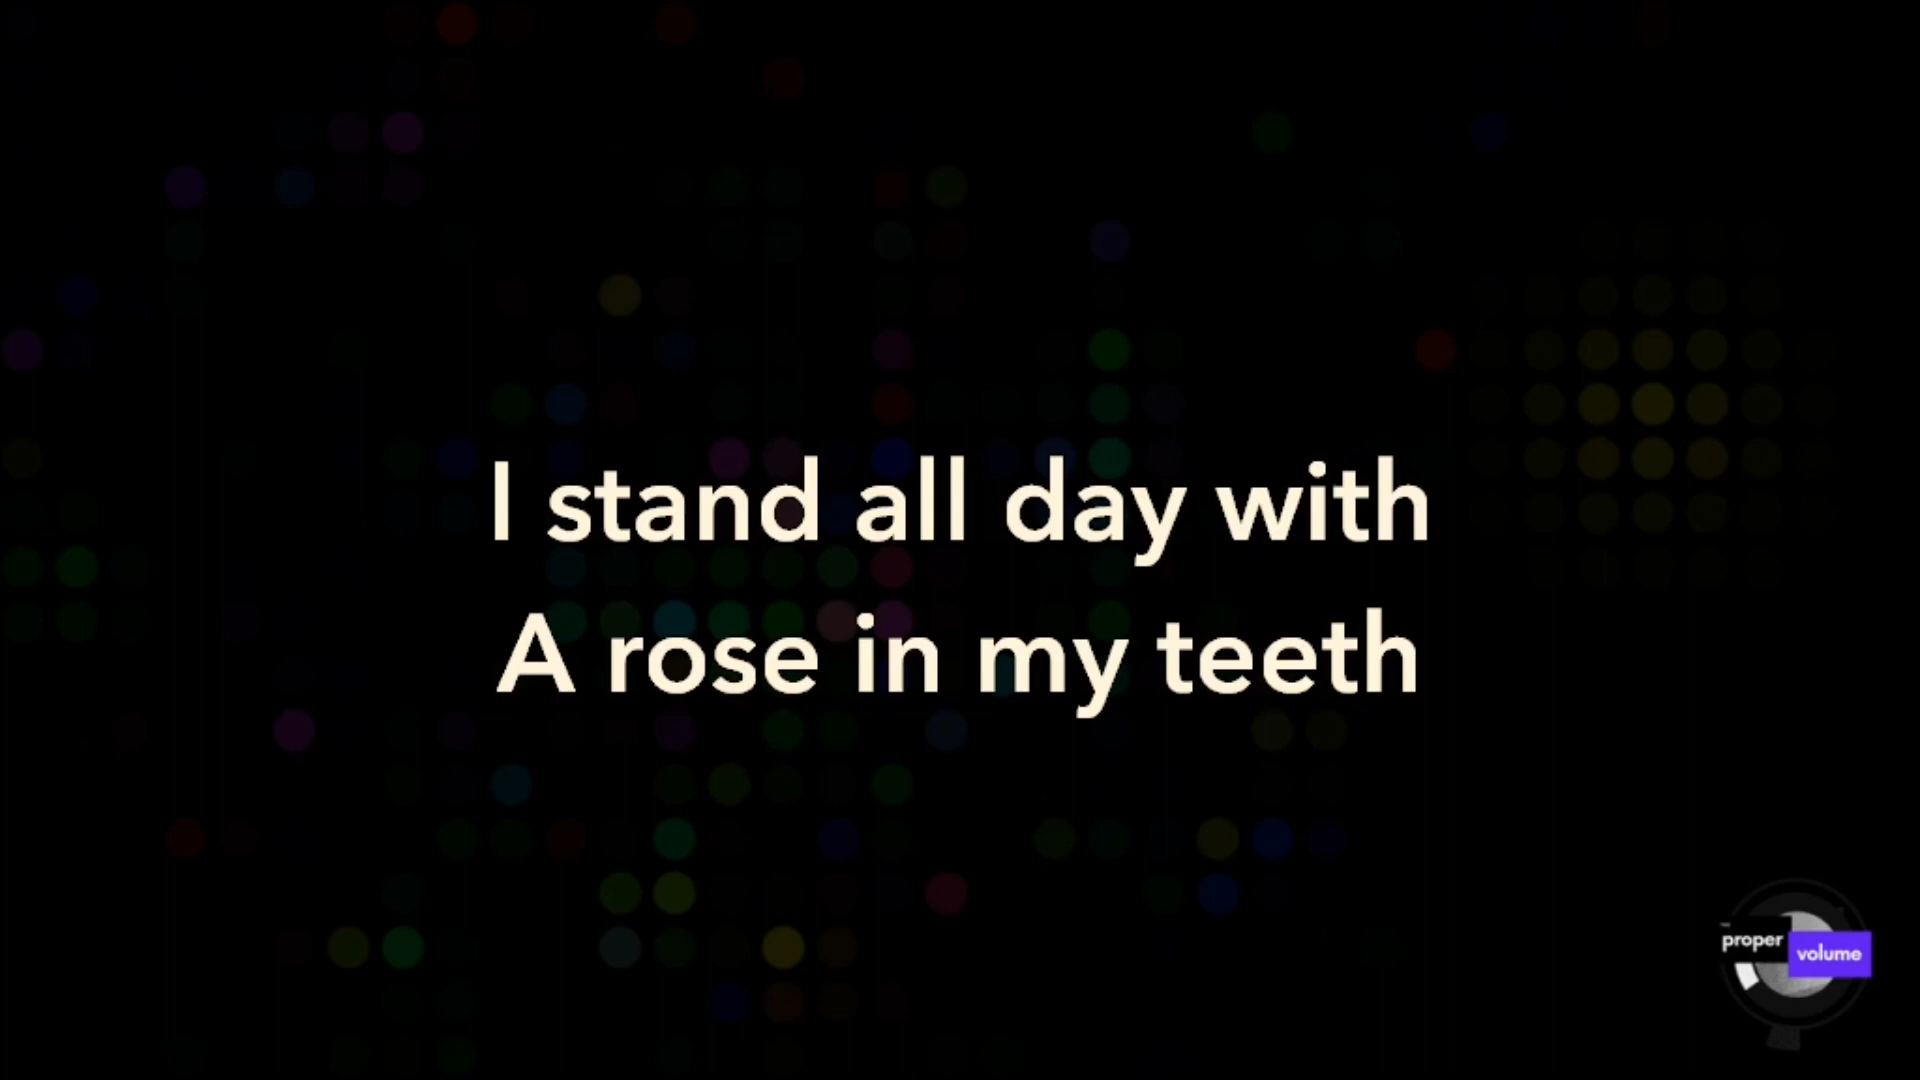 I stand all day with
A rose in my teeth
proper
volume